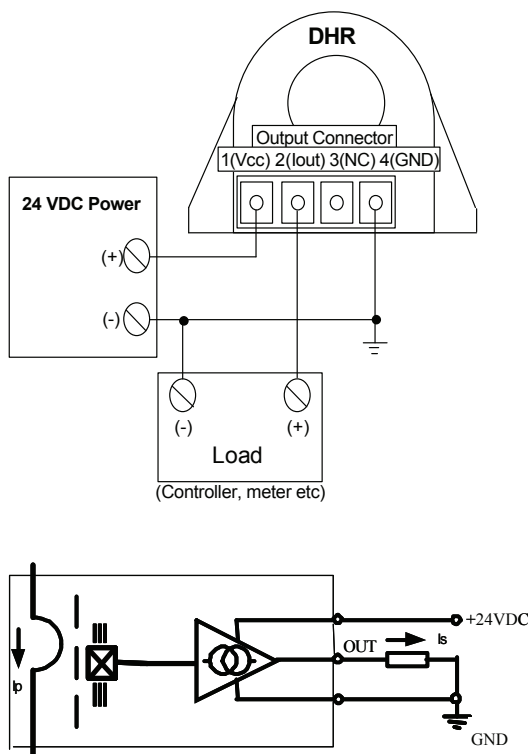 DHR
Output Connector
1(Vcc) 2(Iout) 3(NC) 4(GND)
24 VDC Power
(+)
(-)
(-)
(+)
Load
(Controller, meter etc)
+24VDC
OUT
Is
Ip
GND